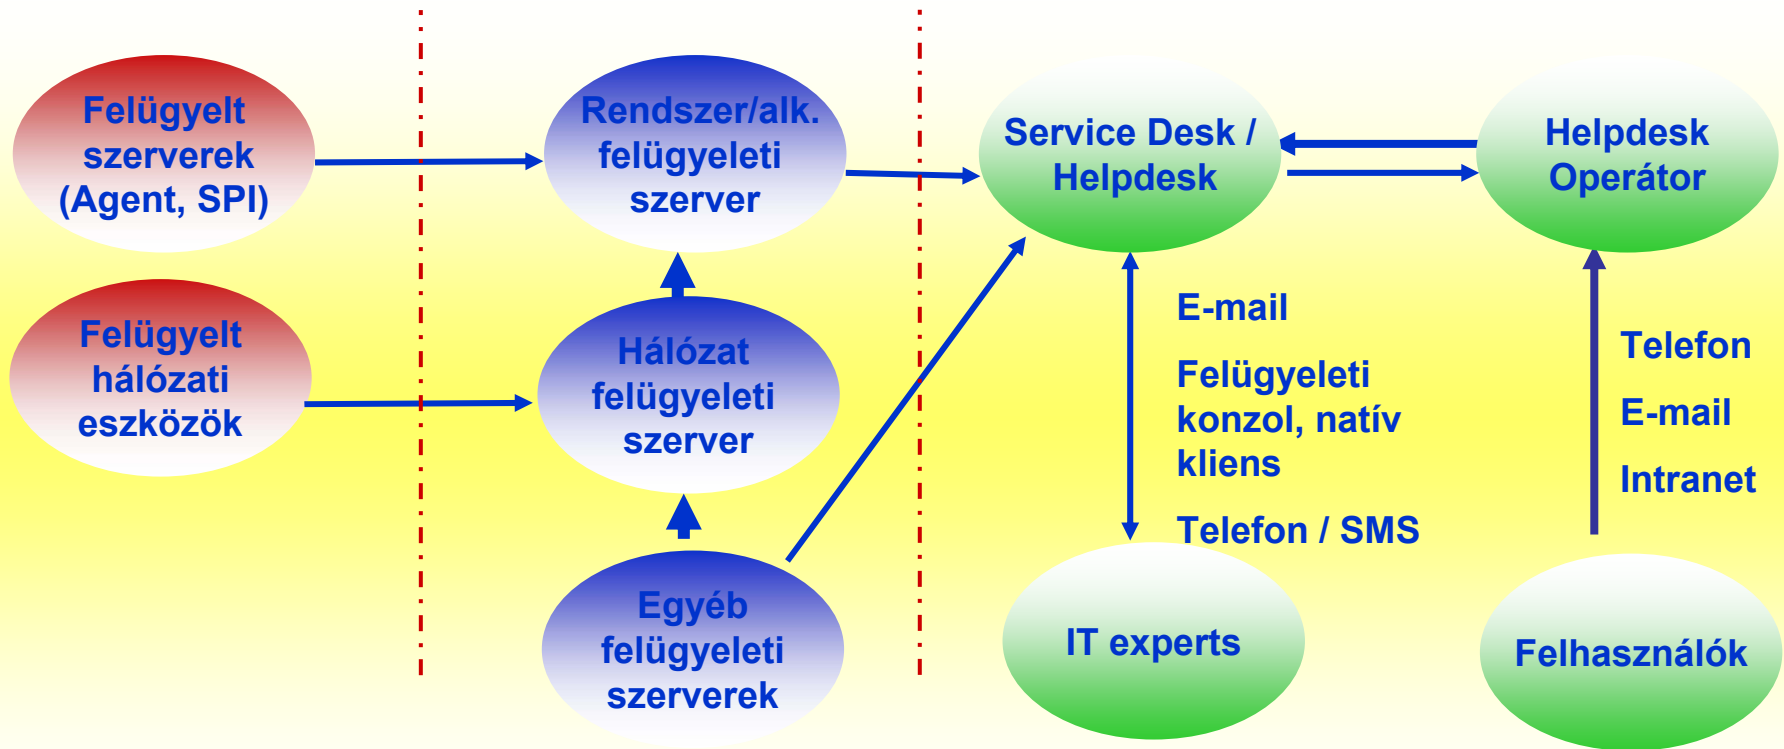 Felügyelt
szerverek
(Agent, SPI)
Rendszer/alk.
felügyeleti
szerver
Service Desk /
Helpdesk
Helpdesk
Operátor
Felügyelt
hálózati
eszközök
Hálózat
felügyeleti
szerver
E-mail
Felügyeleti
konzol, natív
kliens
Telefon / SMS
Telefon
E-mail
Intranet
Egyéb
felügyeleti
szerverek
IT experts
Felhasználók